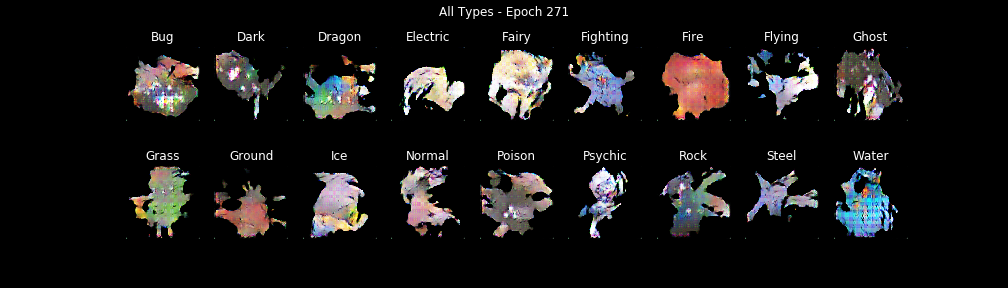 All Types - Epoch 271
Bug Dark Dragon Electric Fairy Fighting Fire Flying Ghost
Grass Ground Ice Normal Poison Psychic Rock Steel Water